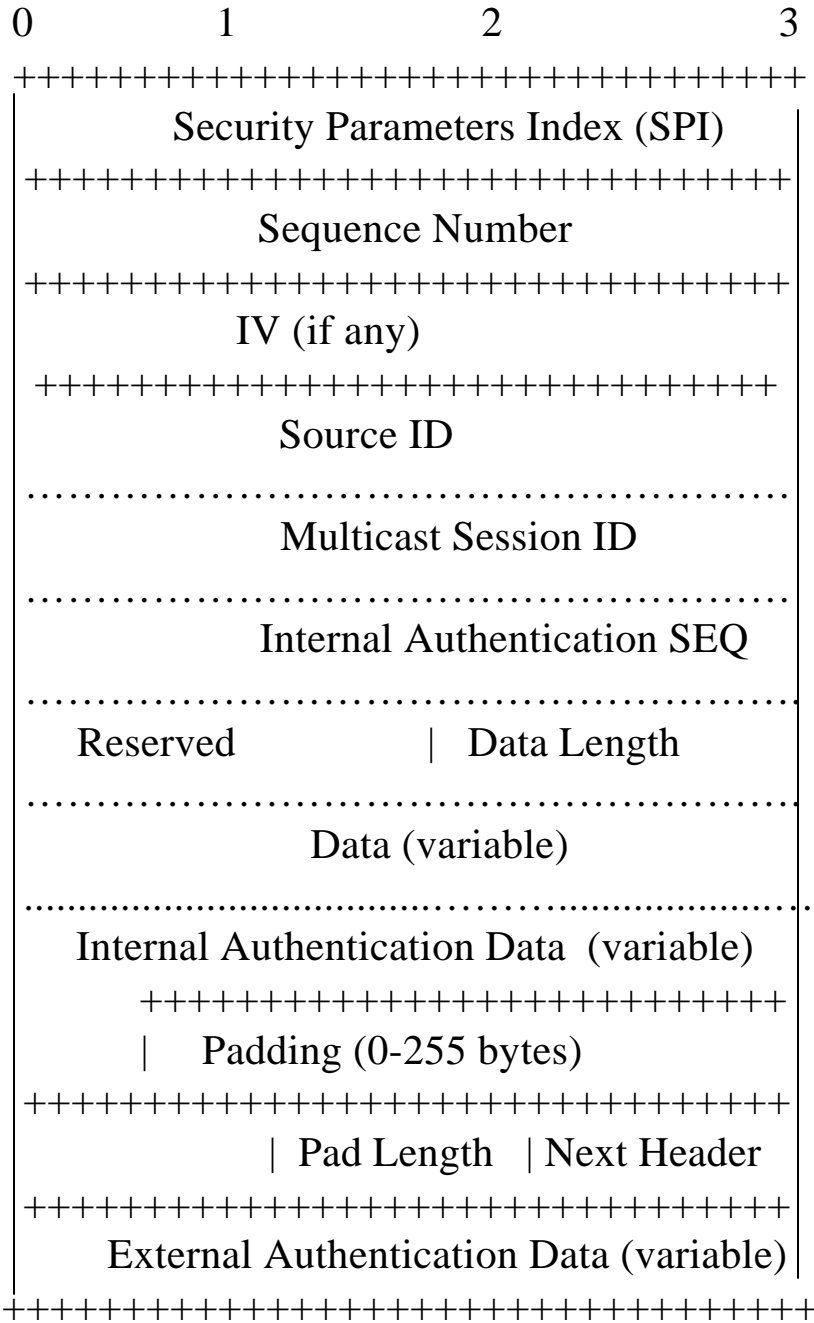 0 1 2 3
+++++++++++++++++++++++++++++++++
Security Parameters Index (SPI)
++++++++++++++++++++++++++++++++
Sequence Number
++++++++++++++++++++++++++++++++
IV (if any)
+++++++++++++++++++++++++++++++
Source ID
……………………………………………
Multicast Session ID
……………………………………………
Internal Authentication SEQ
……………………………………………
Reserved | Data Length
……………………………………………
Data (variable)
……………………………………………
Internal Authentication Data (variable)
+++++++++++++++++++++++++++
| Padding (0-255 bytes)
++++++++++++++++++++++++++++++++
| Pad Length | Next Header
++++++++++++++++++++++++++++++++
External Authentication Data (variable)
++++++++++++++++++++++++++++++++++